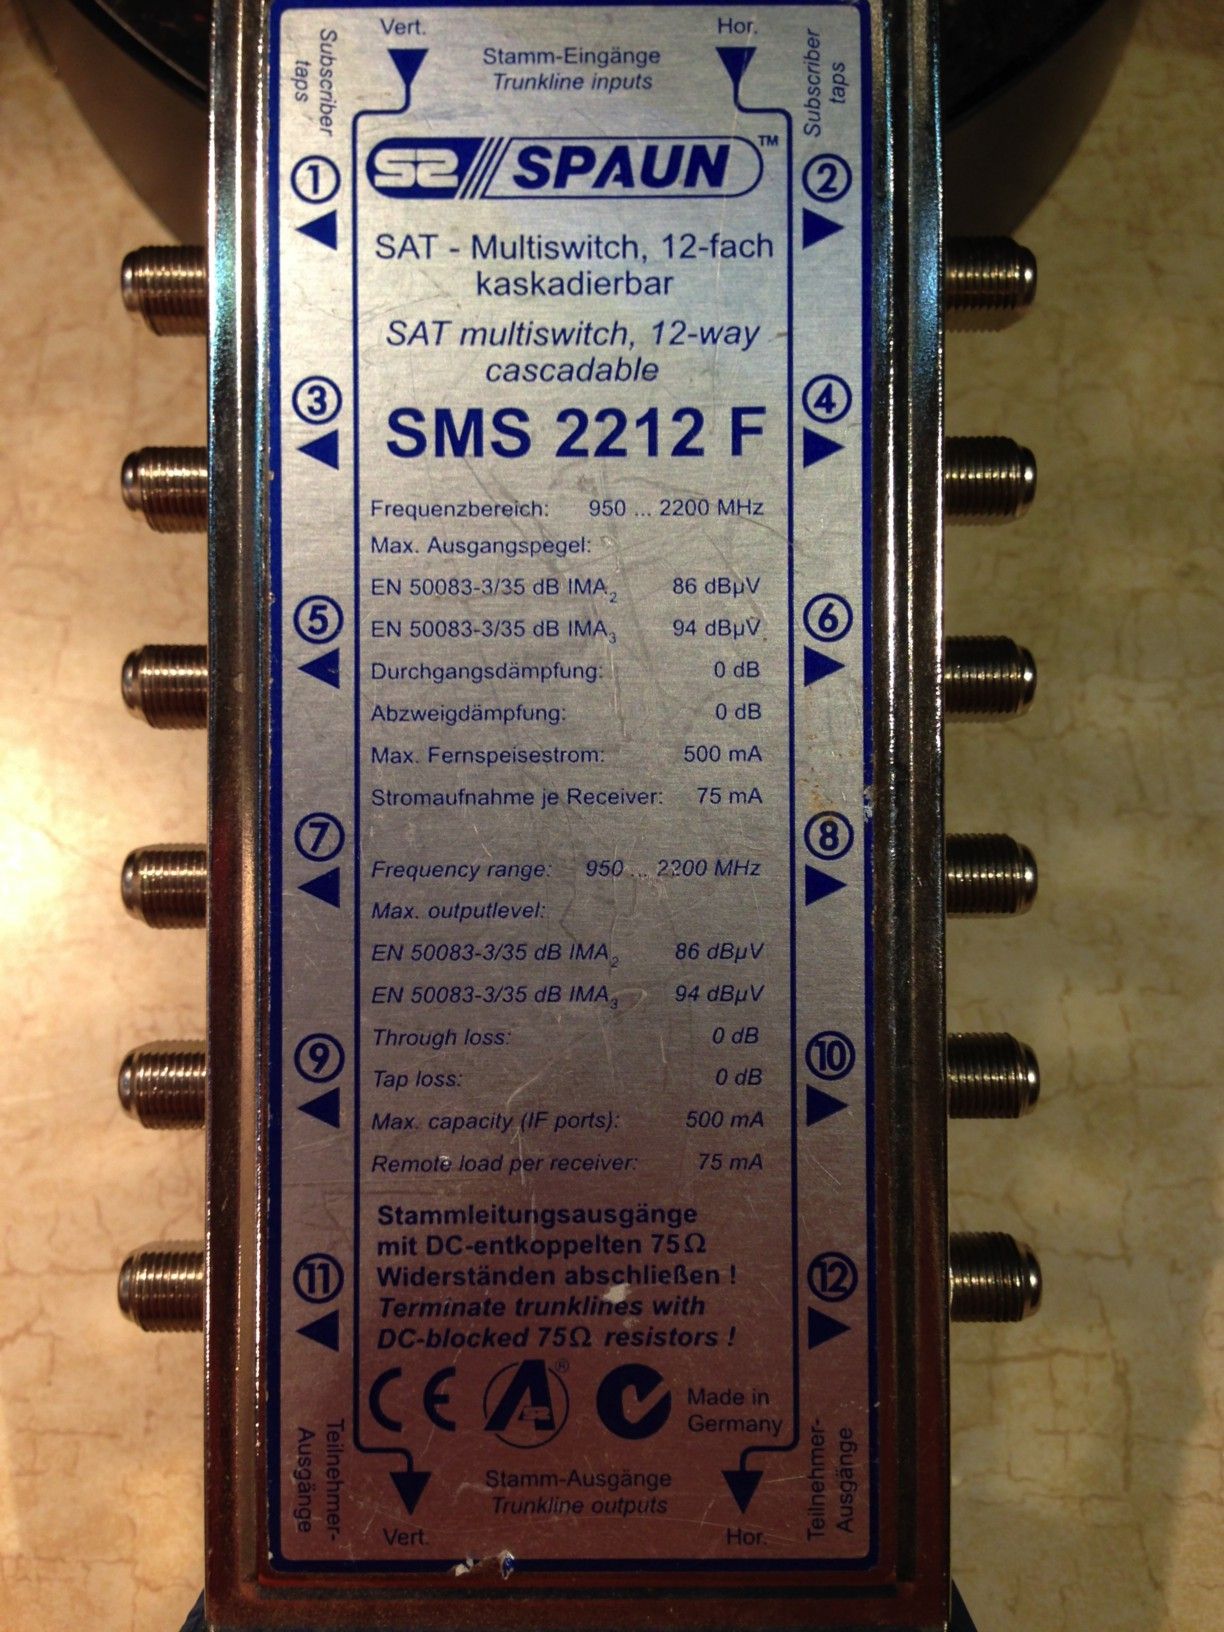 Vert.
Hor.
Stamm-Eingänge
Trunkline inputs
Subscriber
taps
Subscriber
taps
SPAUN™
1
2
SAT - Multiswitch, 12-fach
kaskadierbar
SAT multiswitch, 12-way
cascadable
3
4
SMS 2212 F
Frequenzbereich: 950 ... 2200 MHz
Max. Ausgangspegel:
EN 50083-3/35 dB IMA2 86 dBµV
5
6
EN 50083-3/35 dB IMA3 94 dBµV
Durchgangsdämpfung: 0 dB
Abzweigdämpfung: 0 dB
Max. Fernspeisestrom: 500 mA
Stromaufnahme je Receiver: 75 mA
7
8
Frequency range: 950 ... 2200 MHz
Max. outputlevel:
EN 50083-3/35 dB IMA2 86 dBµV
EN 50083-3/35 dB IMA3 94 dBµV
Through loss: 0 dB
9
10
Tap loss: 0 dB
Max. capacity (IF ports): 500 mA
Remote load per receiver: 75 mA
Stammleitungsausgänge
mit DC-entkoppelten 75Ω
11
12
Widerständen abschließen !
Terminate trunklines with
DC-blocked 75Ω resistors !
CE
®
Made in
Germany
Teilnehmer-
Ausgänge
Teilnehmer-
Ausgänge
Stamm-Ausgänge
Trunkline outputs
Vert.
Hor.